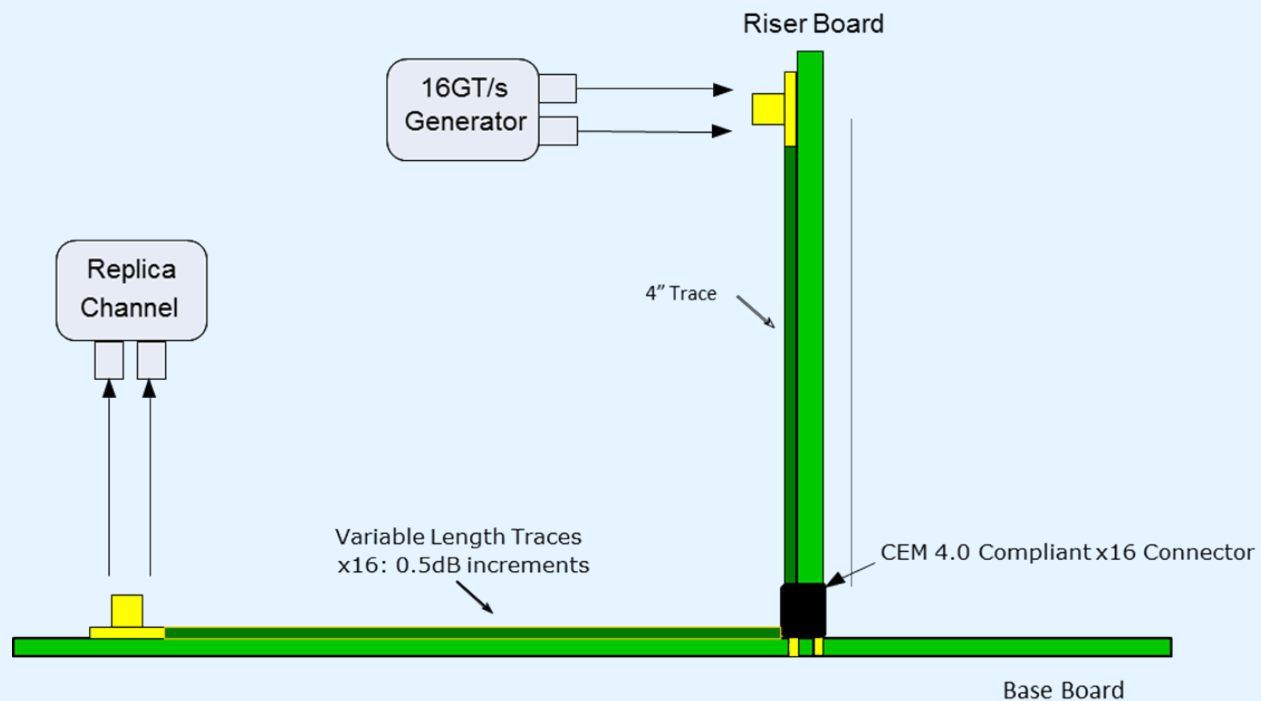 Riser Board
16GT/s
Generator
Replica
Channel
4” Trace
Variable Length Traces
x16: 0.5dB increments
CEM 4.0 Compliant x16 Connector
Base Board